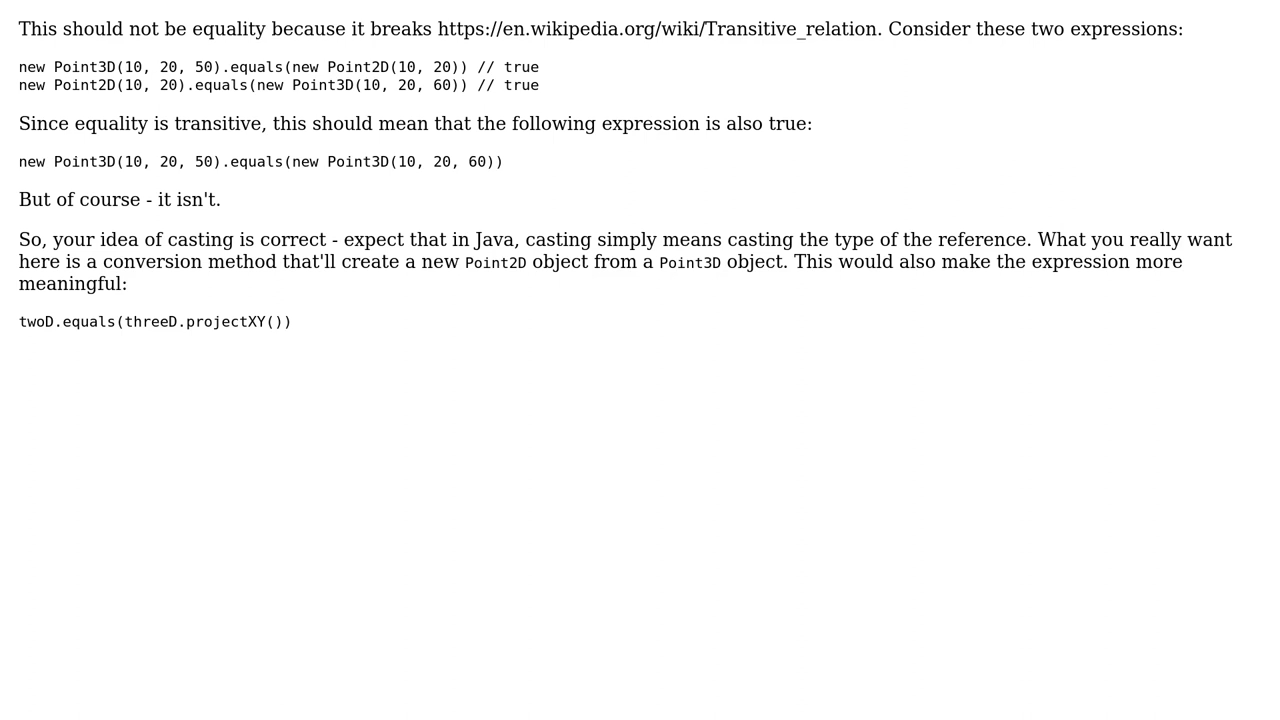 This should not be equality because it breaks https://en.wikipedia.org/wiki/Transitive_relation. Consider these two expressions:
new Point3D(10, 20, 50).equals(new Point2D(10, 20)) // true
new Point2D(10, 20).equals(new Point3D(10, 20, 60)) // true
Since equality is transitive, this should mean that the following expression is also true:
new Point3D(10, 20, 50).equals(new Point3D(10, 20, 60))
But of course - it isn't.
So, your idea of casting is correct - expect that in Java, casting simply means casting the type of the reference. What you really want
here is a conversion method that'll create a new Point2D object from a Point3D object. This would also make the expression more
meaningful:
twoD.equals(threeD.projectXY())